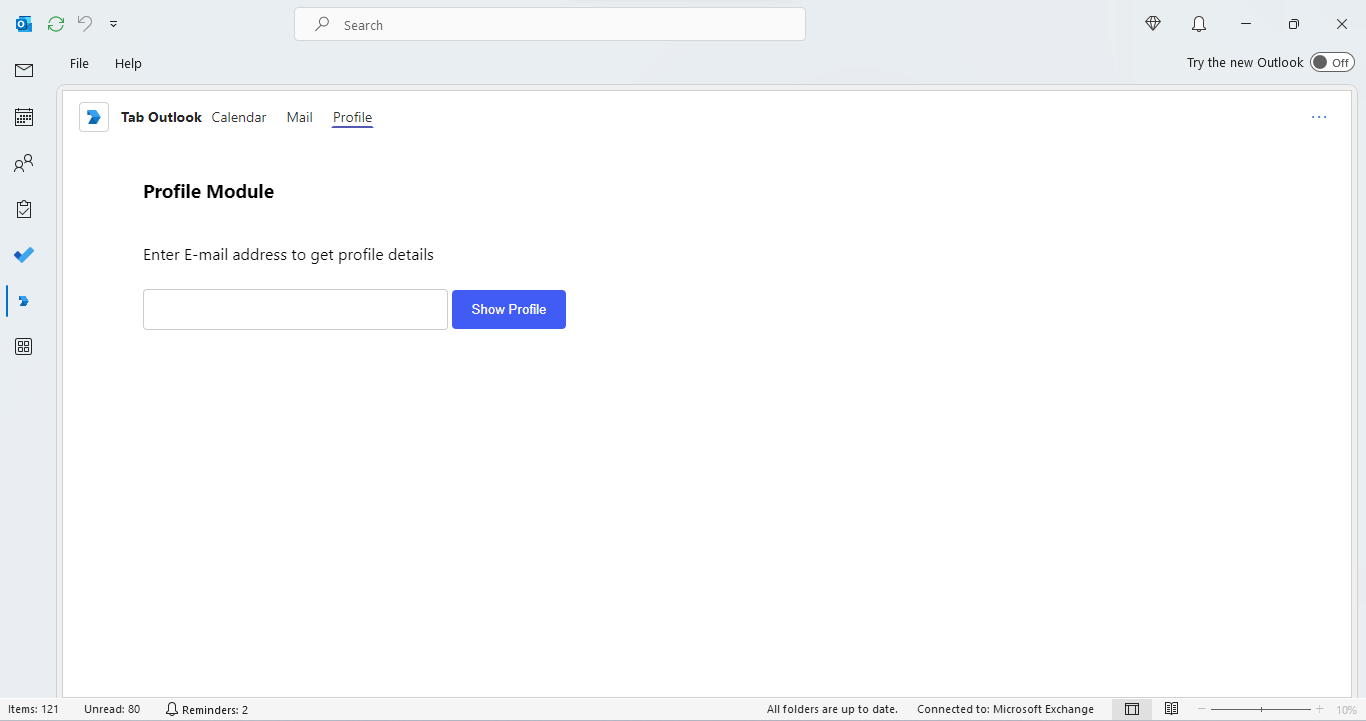 Search
File Help
Try the new Outlook Off
Tab Outlook Calendar Mail Profile
Profile Module
Enter E-mail address to get profile details
Show Profile
Items: 121 Unread: 80 Reminders: 2 All folders are up to date. Connected to: Microsoft Exchange 10%